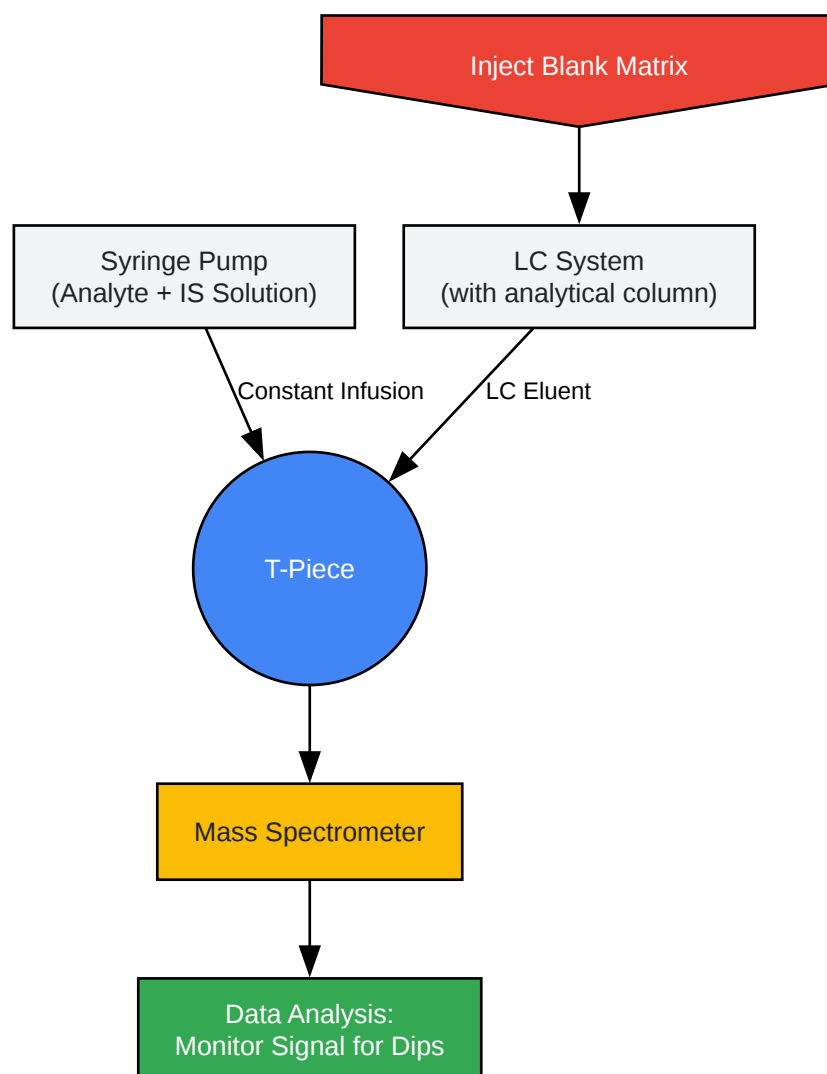 Inject Blank Matrix
Syringe Pump
(Analyte + IS Solution)
LC System
(with analytical column)
Constant Infusion
LC Eluent
T-Piece
Mass Spectrometer
Data Analysis:
Monitor Signal for Dips